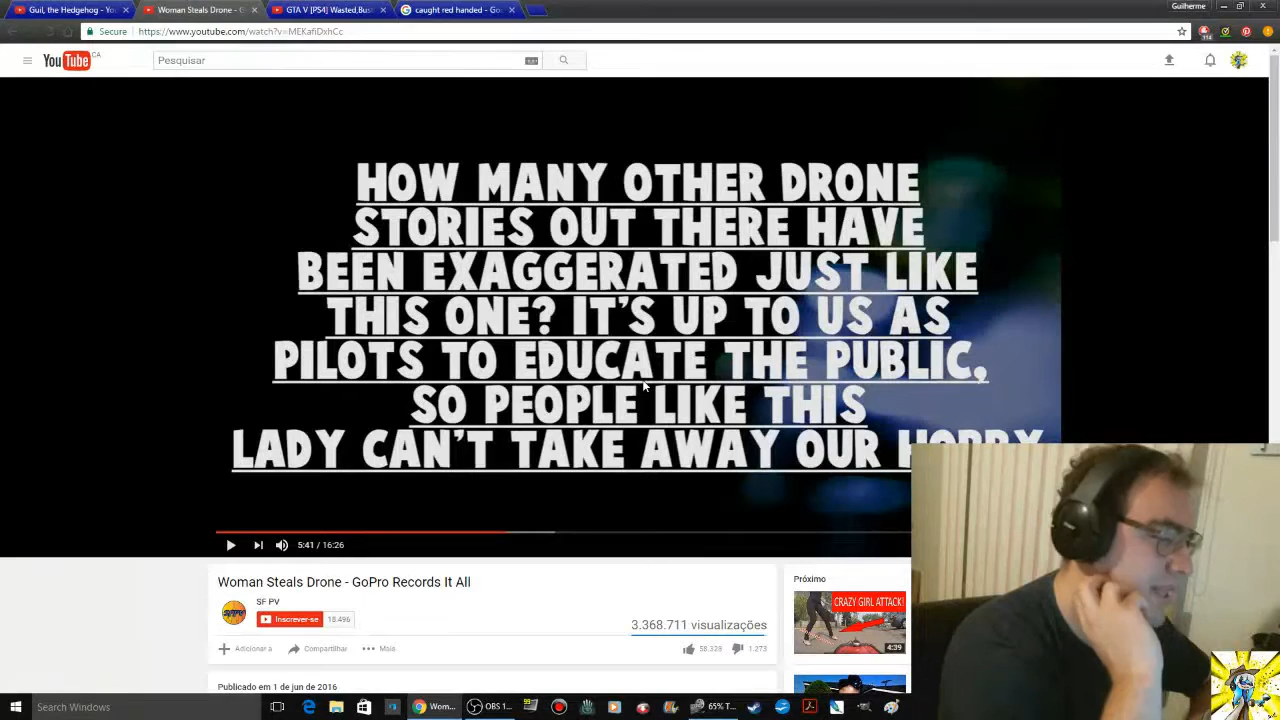 Guil, the Hedgehog - Yo
Woman Steals Drone - G
GTA V [PS4] Wasted,Bus
caught red handed - Go
Guilherme
Secure
https://www.youtube.com/watch?v=MEKafiDxhCc
YouTube CA
Pesquisar
HOW MANY OTHER DRONE
STORIES OUT THERE HAVE
BEEN EXAGGERATED JUST LIKE
THIS ONE? IT'S UP TO US AS
PILOTS TO EDUCATE THE PUBLIC,
SO PEOPLE LIKE THIS
LADY CAN'T TAKE AWAY OUR
5:41 / 16:26
Woman Steals Drone - GoPro Records It All
SF PV
Inscrever-se 18.496
3.368.711 visualizações
Adicionar a Compartilhar Mais
58.328 1.273
Publicado em 1 de jun de 2016
Próximo
CRAZY GIRL ATTACK!
4:39
Search Windows
Wom...
OBS 1...
65% T...